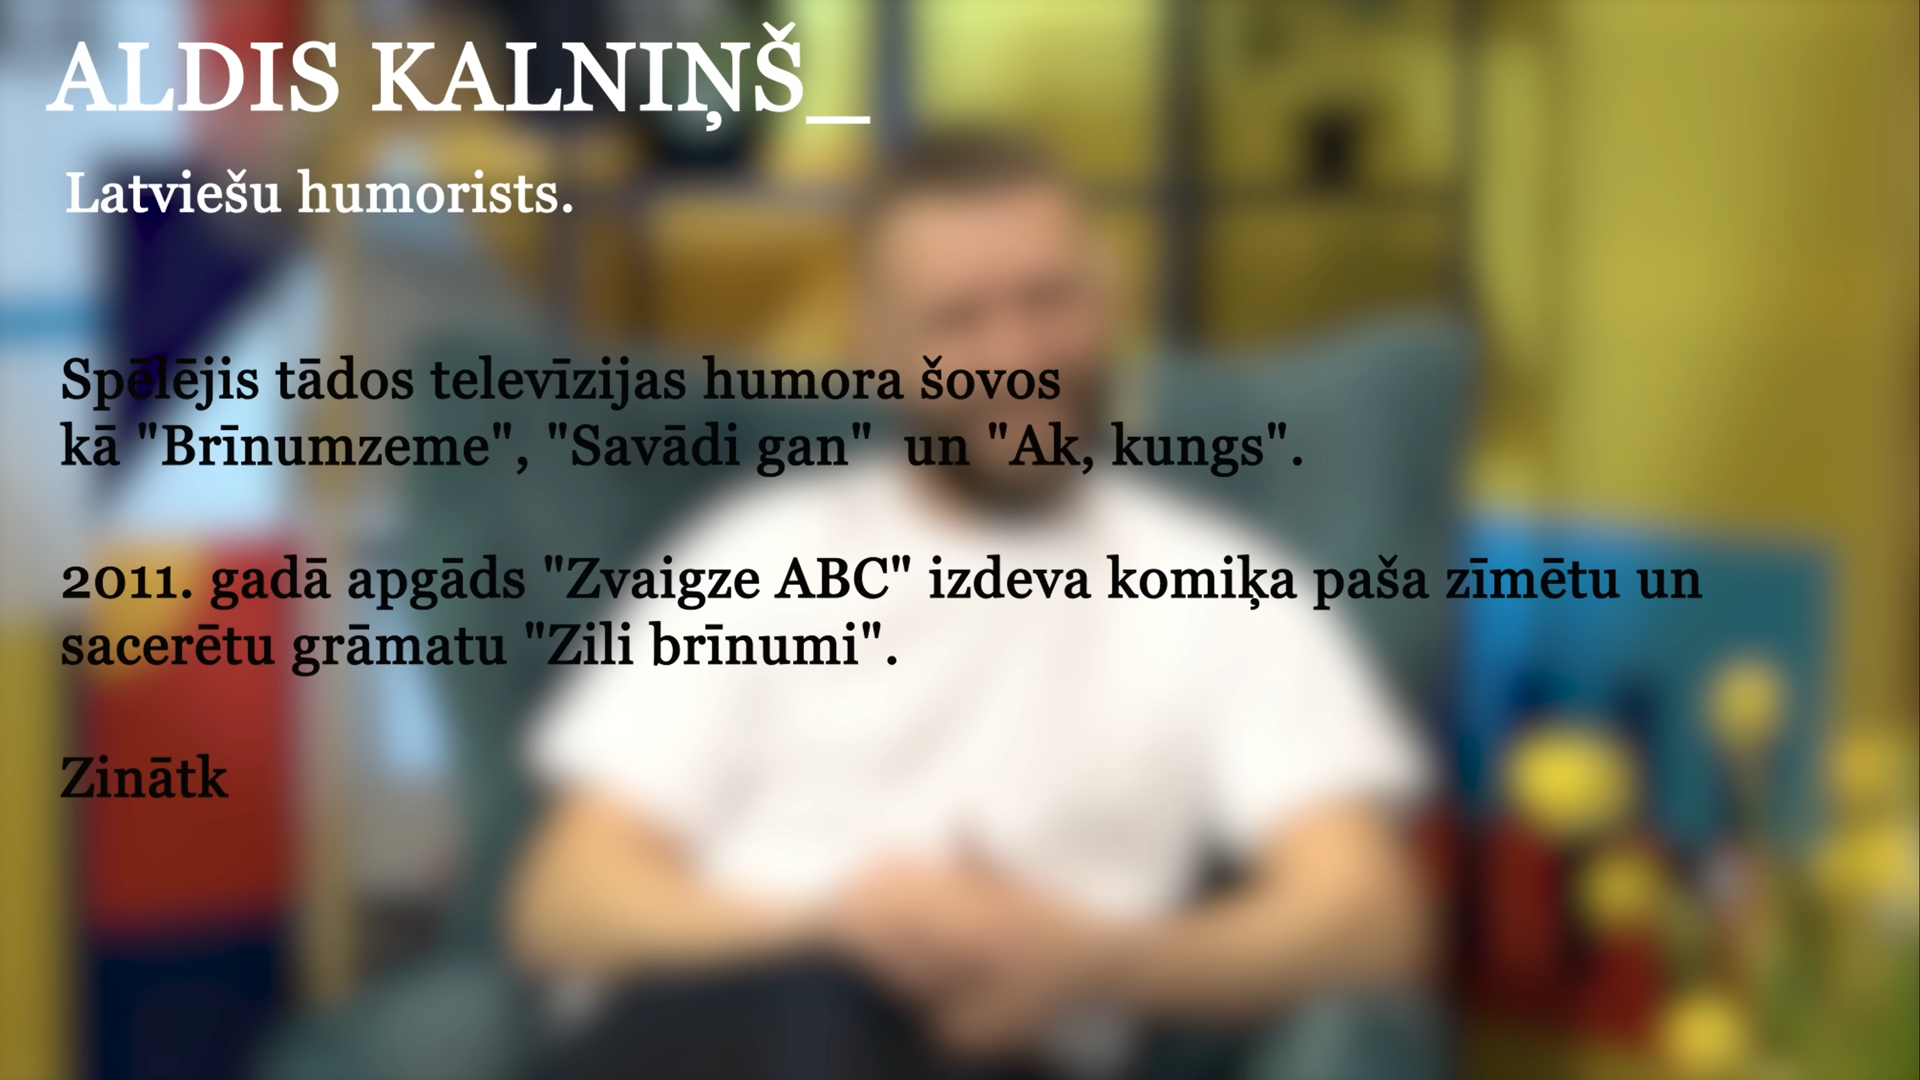 ALDIS KALNIŅŠ_
Latviešu humorists.
Spēlējis tādos televīzijas humora šovos
kā "Brīnumzeme", "Savādi gan" un "Ak, kungs".
2011. gadā apgāds "Zvaigze ABC" izdeva komiķa paša zīmētu un
sacerētu grāmatu "Zili brīnumi".
Zinātk